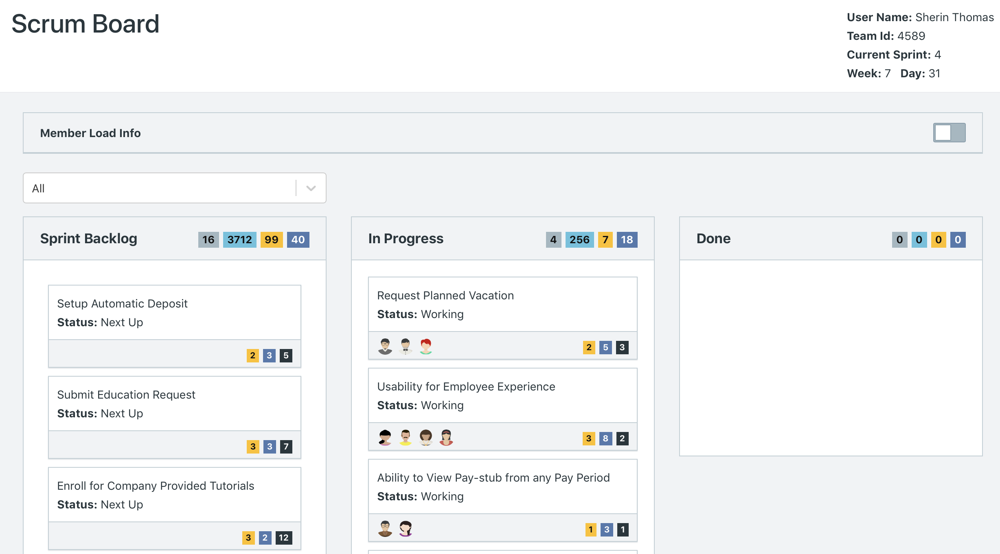 Scrum Board
User Name: Sherin Thomas
Team Id: 4589
Current Sprint: 4
Week: 7 Day: 31
Member Load Info
All
Sprint Backlog 16 3712 99 40
Setup Automatic Deposit
Status: Next Up
2 3 5
Submit Education Request
Status: Next Up
3 3 7
Enroll for Company Provided Tutorials
Status: Next Up
3 2 12
In Progress 4 256 7 18
Request Planned Vacation
Status: Working
2 5 3
Usability for Employee Experience
Status: Working
3 8 2
Ability to View Pay-stub from any Pay Period
Status: Working
1 3 1
Done 0 0 0 0